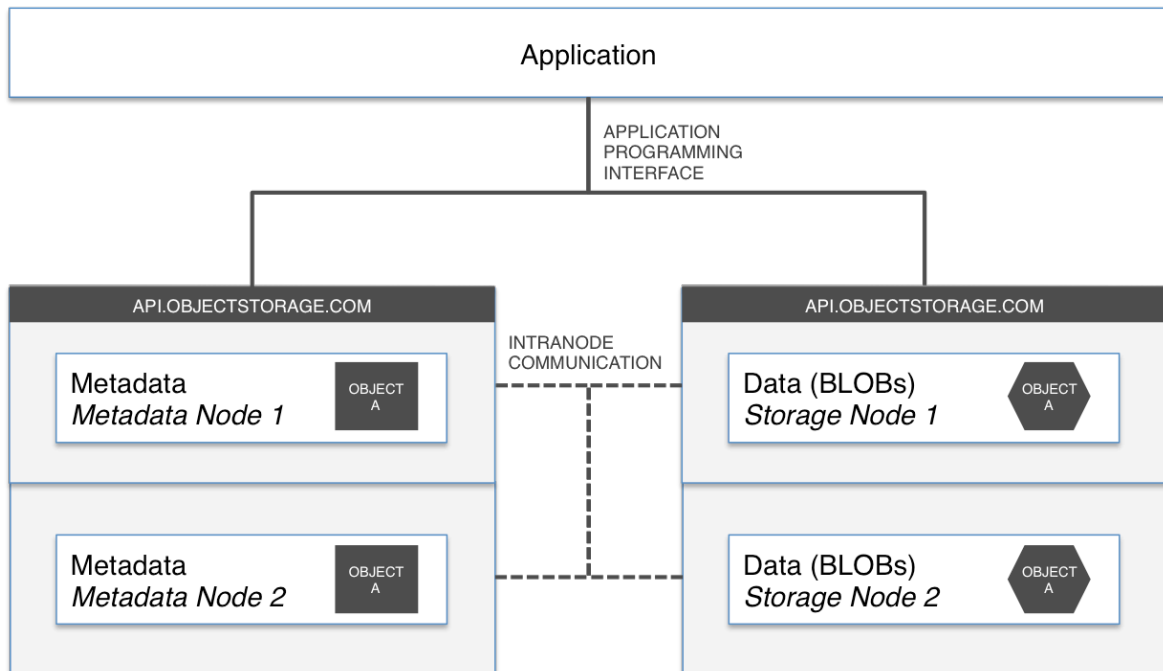 Application
APPLICATION
PROGRAMMING
INTERFACE
API.OBJECTSTORAGE.COM
API.OBJECTSTORAGE.COM
INTRANODE
COMMUNICATION
Metadata
Metadata Node 1
OBJECT
A
Data (BLOBs)
Storage Node 1
OBJECT
A
Metadata
Metadata Node 2
OBJECT
A
Data (BLOBs)
Storage Node 2
OBJECT
A